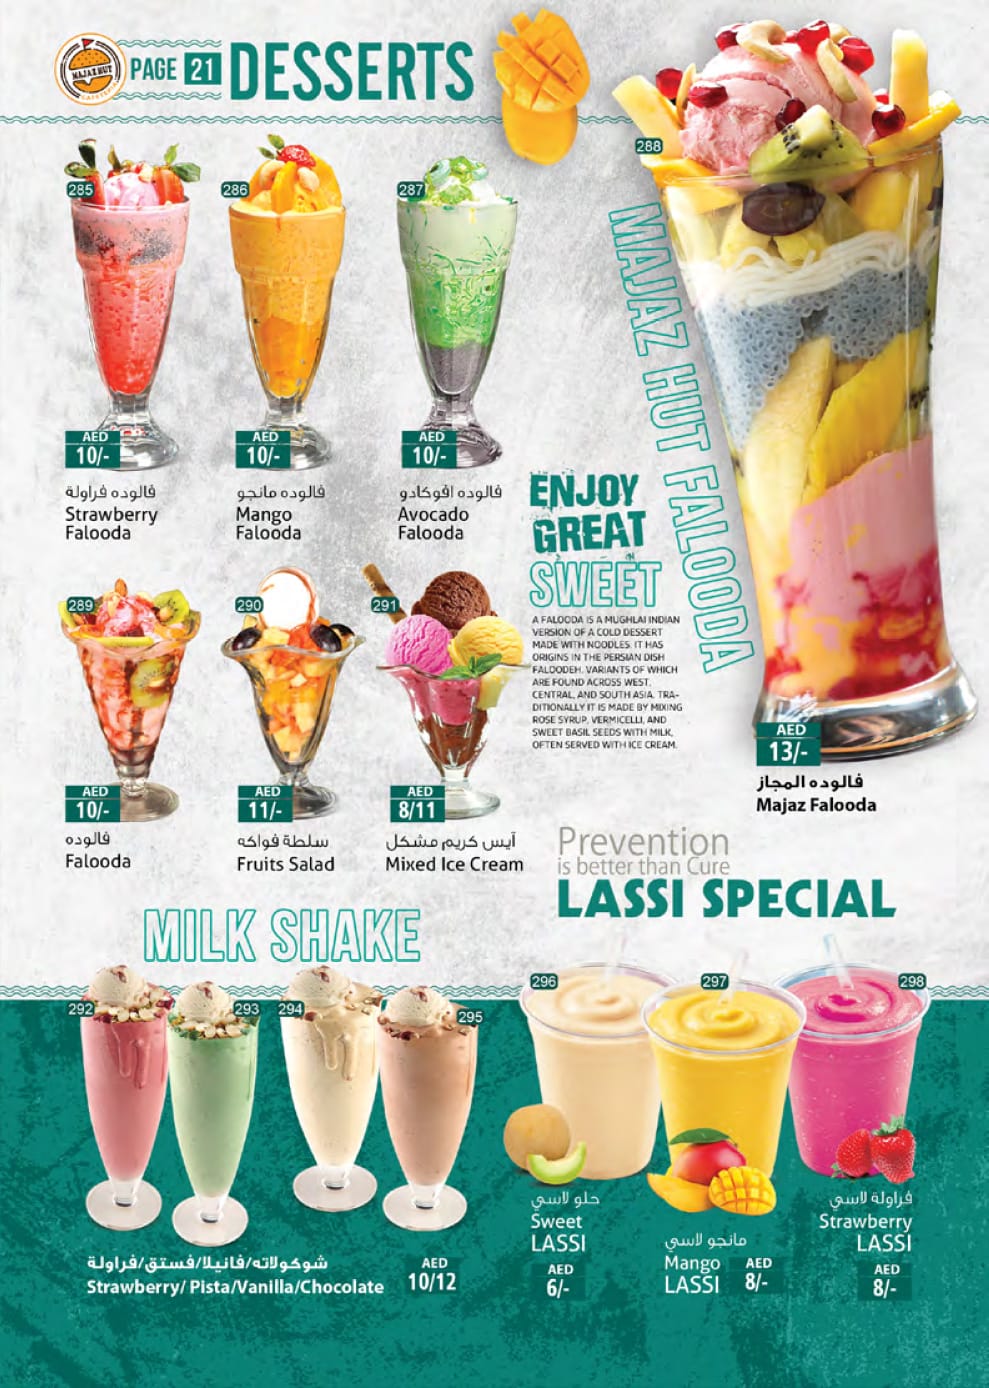 MAJAZ HUT
CAFETERIA
PAGE 21 DESSERTS
285
286
287
288
MAJAZ HUT FALOODA
AED
10/-
فالوده فراولة
Strawberry
Falooda
AED
10/-
فالوده مانجو
Mango
Falooda
AED
10/-
فالوده افوكادو
Avocado
Falooda
ENJOY
GREAT
IN
SWEET
A FALOODA IS A MUGHLAI INDIAN
VERSION OF A COLD DESSERT
MADE WITH NOODLES. IT HAS
ORIGINS IN THE PERSIAN DISH
FALOODEH, VARIANTS OF WHICH
ARE FOUND ACROSS WEST,
CENTRAL, AND SOUTH ASIA. TRA-
DITIONALLY IT IS MADE BY MIXING
ROSE SYRUP, VERMICELLI, AND
SWEET BASIL SEEDS WITH MILK,
OFTEN SERVED WITH ICE CREAM.
AED
13/-
فالوده المجاز
Majaz Falooda
289
290
291
AED
10/-
فالوده
Falooda
AED
11/-
سلطة فواكه
Fruits Salad
AED
8/11
آيس كريم مشكل
Mixed Ice Cream
Prevention
is better than Cure
LASSI SPECIAL
MILK SHAKE
292
293
294
295
شوكولاته/فانيلا/فستق/فراولة
Strawberry/ Pista/Vanilla/Chocolate
AED
10/12
296
297
298
حلو لاسي
Sweet
LASSI
AED
6/-
مانجو لاسي
Mango
LASSI
AED
8/-
فراولة لاسي
Strawberry
LASSI
AED
8/-